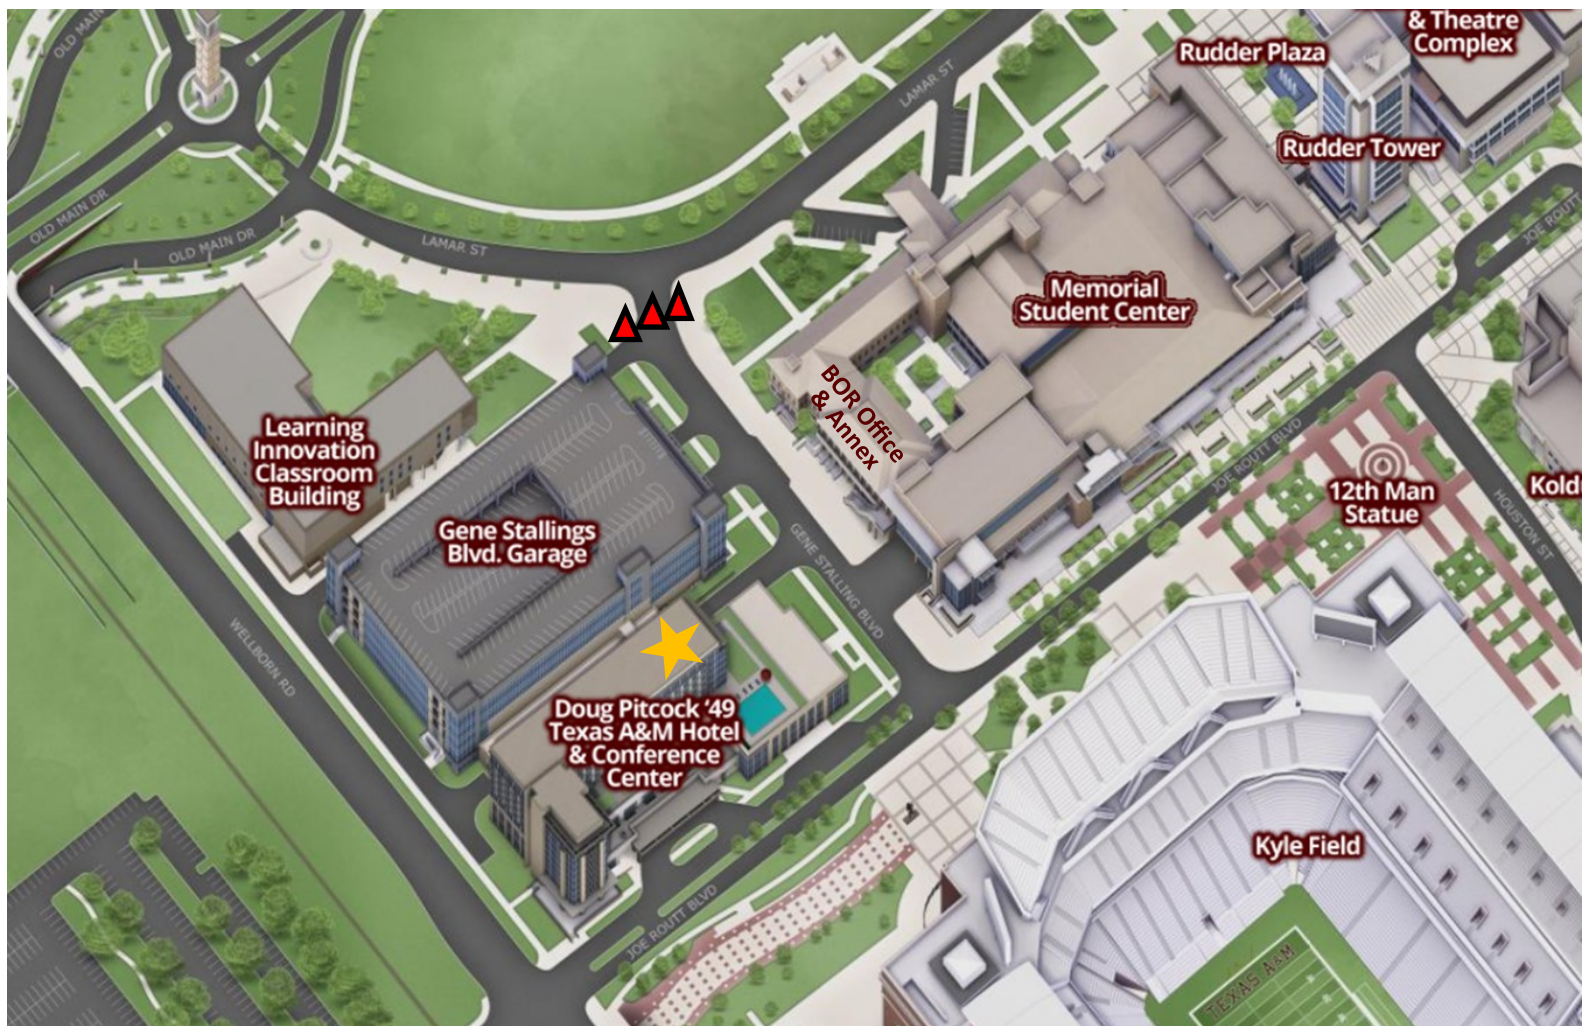 OLD MAIN
& Theatre
Complex
Rudder Plaza
LAMAR ST
Rudder Tower
OLD MAIN DR
OLD MAIN DR
LAMAR ST
JOE ROUTT
Memorial
Student Center
BOR Office
& Annex
Learning
Innovation
Classroom
Building
Gene Stallings
Blvd. Garage
JOE ROUTT BLVD
12th Man
Statue
Kold
HOUSTON ST
GENE STALLING BLVD
WELLBORN RD
Doug Pitcock ‘49
Texas A&M Hotel
& Conference
Center
Kyle Field
JOE ROUTT BLVD
TEXAS A&M